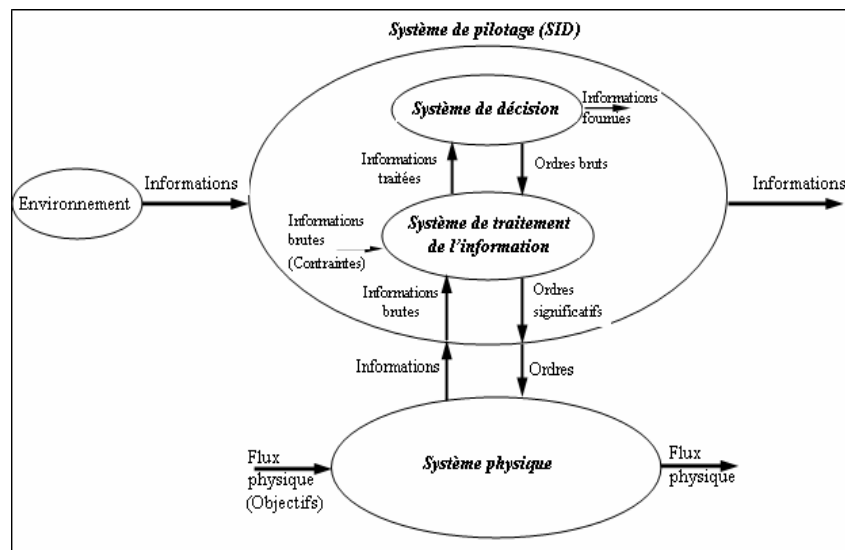 Système de pilotage (SID)
Système de décision
Informations
fournies
Informations
traitées
Ordres bruts
Informations
Environnement
Informations
Informations
brutes
(Contraintes)
Système de traitement
de l'information
Informations
brutes
Ordres
significatifs
Informations
Ordres
Flux
physique
(Objectifs)
Système physique
Flux
physique